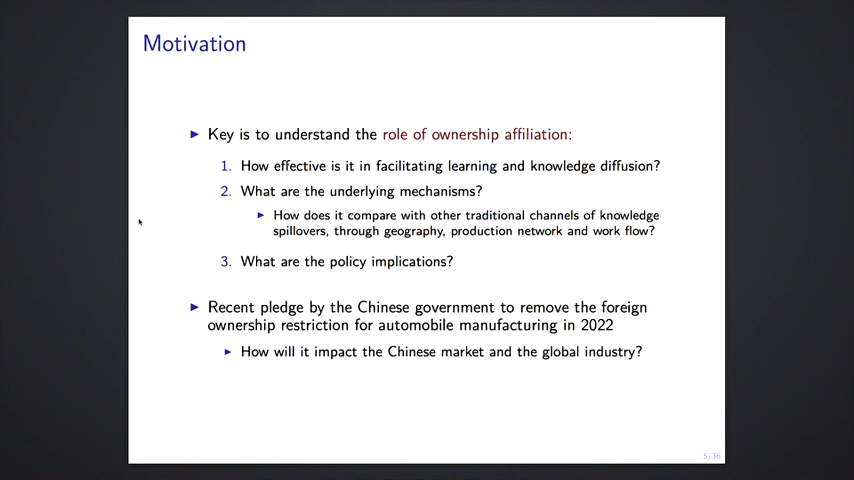 Motivation
Key is to understand the role of ownership affiliation:
1. How effective is it in facilitating learning and knowledge diffusion?
2. What are the underlying mechanisms?
How does it compare with other traditional channels of knowledge
spillovers, through geography, production network and work flow?
3. What are the policy implications?
Recent pledge by the Chinese government to remove the foreign
ownership restriction for automobile manufacturing in 2022
How will it impact the Chinese market and the global industry?
5/36